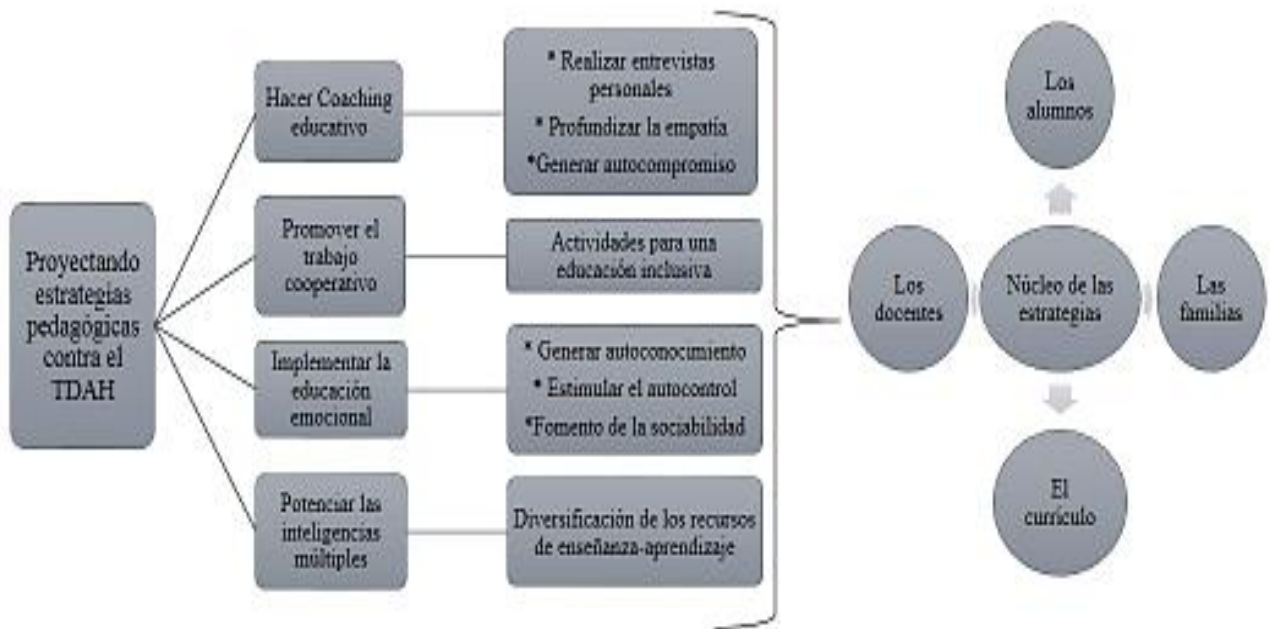 Proyectando
estrategias
pedagógicas
contra el
TDAH
Hacer Coaching
educativo
* Realizar entrevistas
personales
* Profundizar la empatía
*Generar autocompromiso
Promover el
trabajo
cooperativo
Actividades para una
educación inclusiva
Implementar la
educación
emocional
* Generar autoconocimiento
* Estimular el autocontrol
*Fomento de la sociabilidad
Potenciar las
inteligencias
múltiples
Diversificación de los recursos
de enseñanza-aprendizaje
Los
alumnos
Los
docentes
Núcleo de las
estrategias
Las
familias
El
currículo